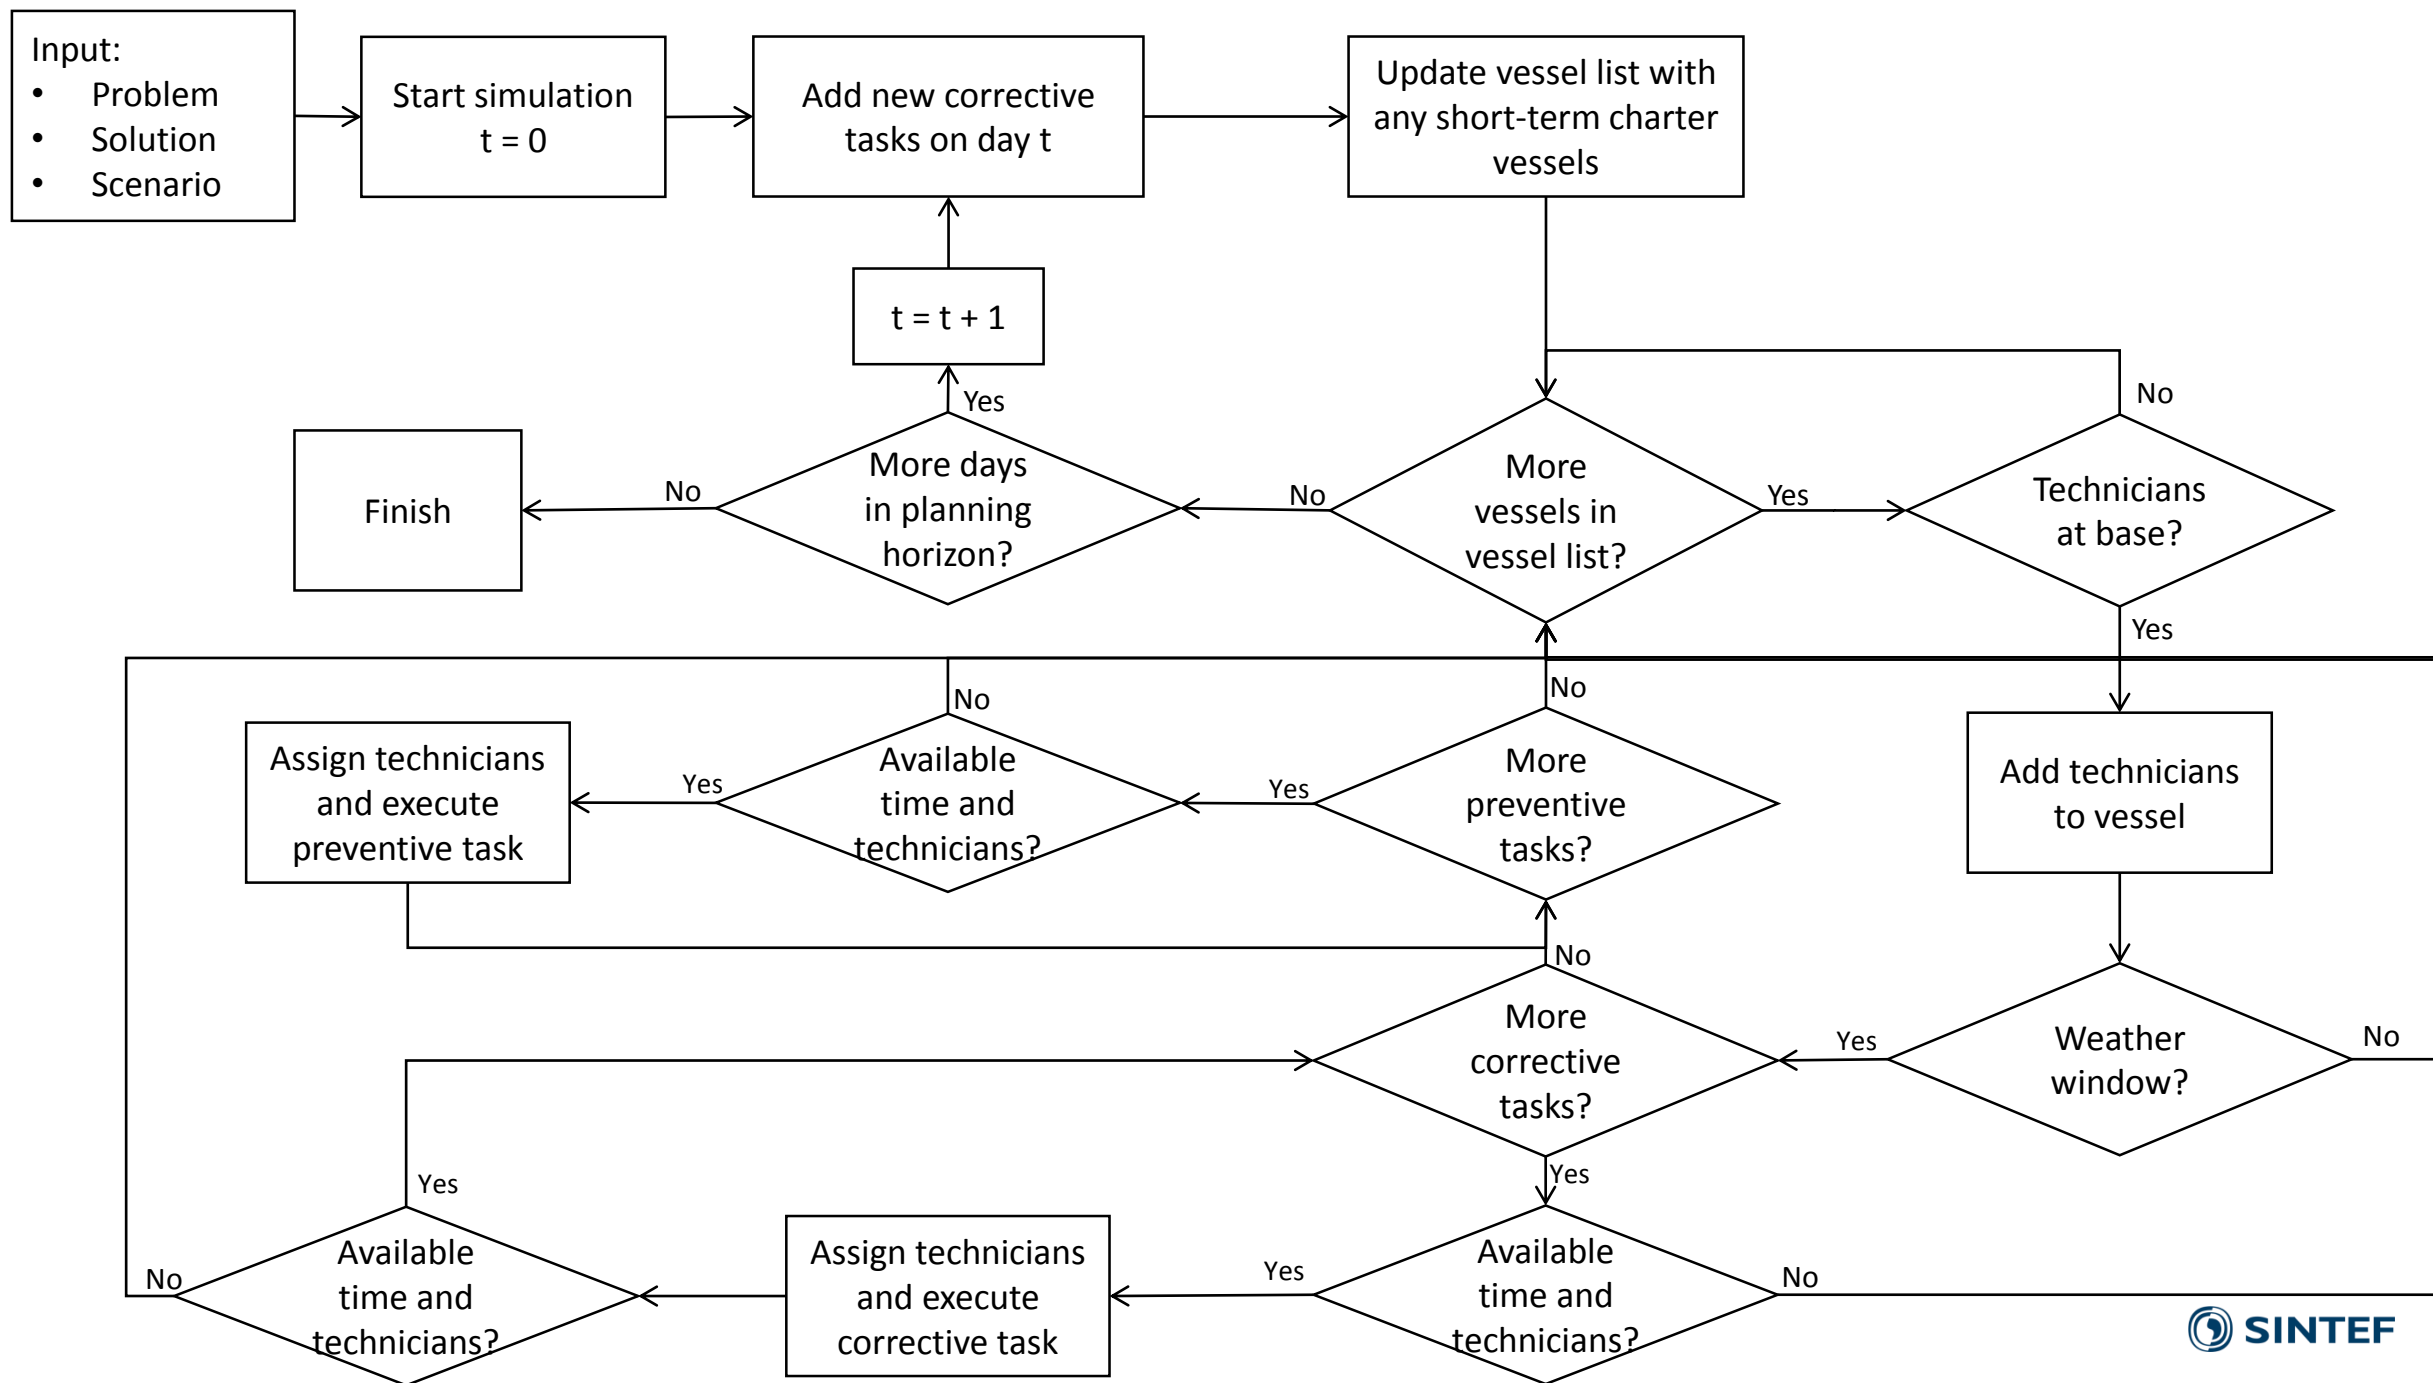 Input:
• Problem
• Solution
• Scenario
Start simulation
t = 0
Add new corrective
tasks on day t
Update vessel list with
any short-term charter
vessels
t = t + 1
Yes
No
Finish
No
More days
in planning
horizon?
No
More
vessels in
vessel list?
Yes
Technicians
at base?
Yes
No
No
Assign technicians
and execute
preventive task
Yes
Available
time and
technicians?
Yes
More
preventive
tasks?
Add technicians
to vessel
No
More
corrective
tasks?
Yes
Weather
window?
No
Yes
Yes
No
Available
time and
technicians?
Assign technicians
and execute
corrective task
Yes
Available
time and
technicians?
No
SINTEF